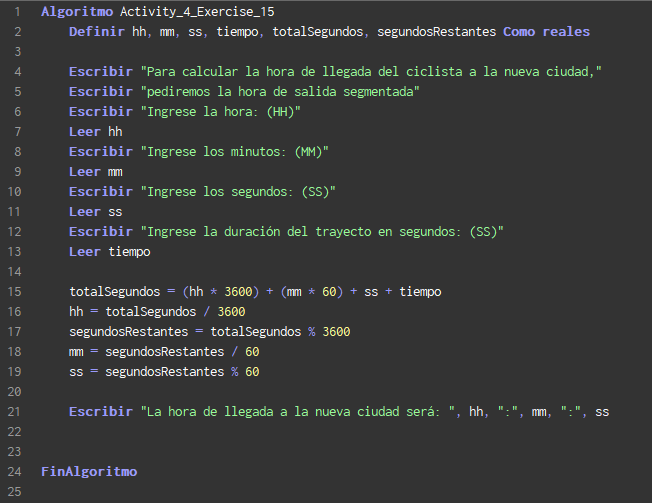 1 Algoritmo Activity_4_Exercise_15
2 Definir hh, mm, ss, tiempo, totalSegundos, segundosRestantes Como reales
3
4 Escribir "Para calcular la hora de llegada del ciclista a la nueva ciudad,"
5 Escribir "pediremos la hora de salida segmentada"
6 Escribir "Ingrese la hora: (HH)"
7 Leer hh
8 Escribir "Ingrese los minutos: (MM)"
9 Leer mm
10 Escribir "Ingrese los segundos: (SS)"
11 Leer ss
12 Escribir "Ingrese la duración del trayecto en segundos: (SS)"
13 Leer tiempo
14
15 totalSegundos = (hh * 3600) + (mm * 60) + ss + tiempo
16 hh = totalSegundos / 3600
17 segundosRestantes = totalSegundos % 3600
18 mm = segundosRestantes / 60
19 ss = segundosRestantes % 60
20
21 Escribir "La hora de llegada a la nueva ciudad será: ", hh, ":", mm, ":", ss
22
23
24 FinAlgoritmo
25